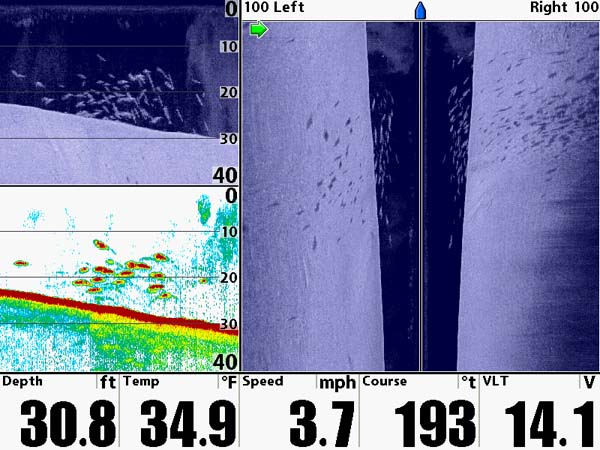 0
10
20
30
40
0
10
20
30
40
100 Left
Right 100
Depth ft
30.8
Temp °F
34.9
Speed mph
3.7
Course °t
193
VLT V
14.1